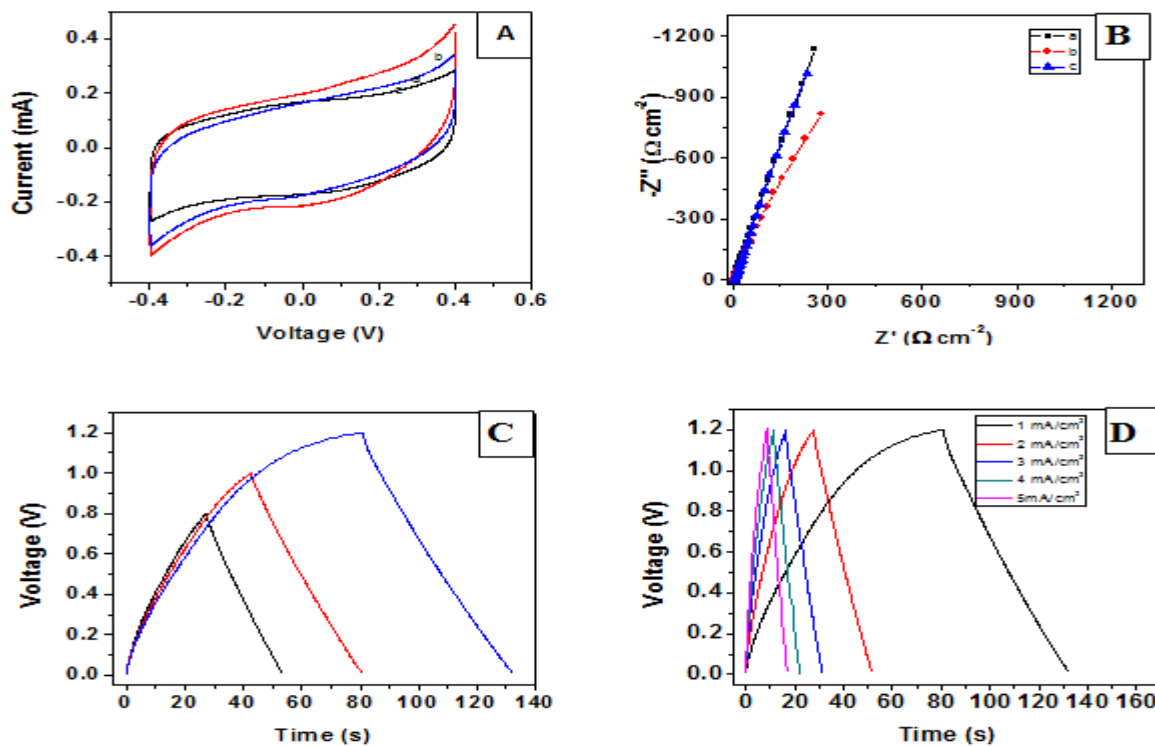 A
0.4
0.2
0.0
-0.2
-0.4
Current (mA)
b
-0.4
-0.2
0.0
0.2
0.4
0.6
Voltage (V)
B
a
b
c
-1200
-900
-600
-300
0
-Z'' (Ω cm⁻²)
0
300
600
900
1200
Z' (Ω cm⁻²)
C
1.2
1.0
0.8
0.6
0.4
0.2
0.0
Voltage (V)
0
20
40
60
80
100
120
140
Time (s)
D
1 mA/cm²
2 mA/cm²
3 mA/cm²
4 mA/cm²
5mA/cm²
1.2
1.0
0.8
0.6
0.4
0.2
0.0
Voltage (V)
0
20
40
60
80
100
120
140
160
Time (s)